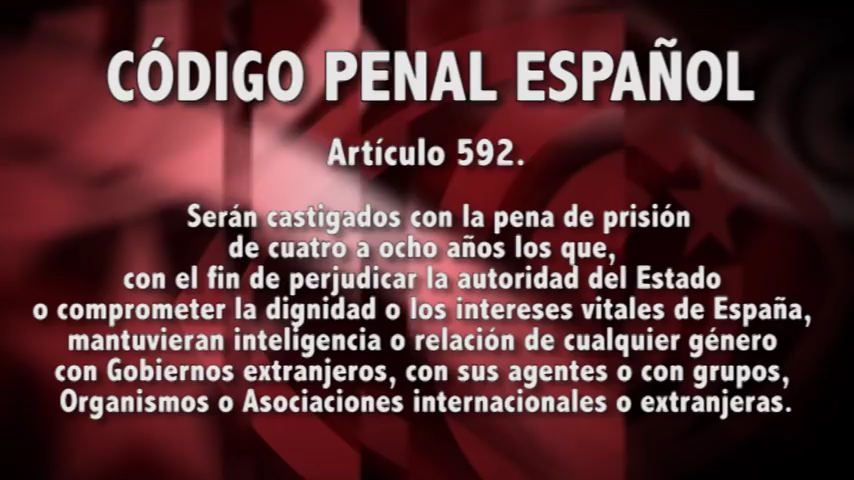 CÓDIGO PENAL ESPAÑOL
Artículo 592.
Serán castigados con la pena de prisión
de cuatro a ocho años los que,
con el fin de perjudicar la autoridad del Estado
o comprometer la dignidad o los intereses vitales de España,
mantuvieran inteligencia o relación de cualquier género
con Gobiernos extranjeros, con sus agentes o con grupos,
Organismos o Asociaciones internacionales o extranjeras.